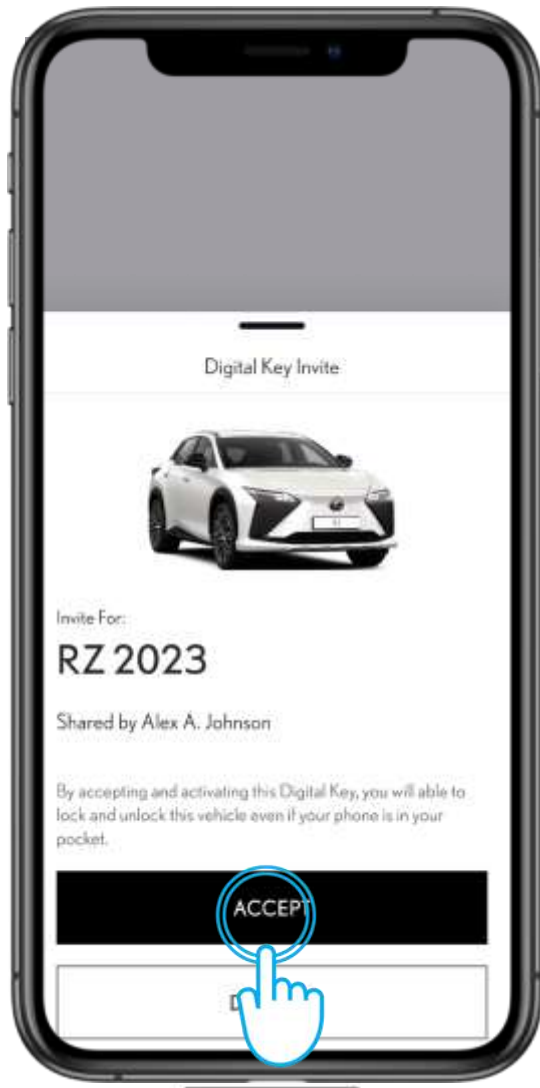 Digital Key Invite
Invite For:
RZ 2023
Shared by Alex A. Johnson
By accepting and activating this Digital Key, you will able to
lock and unlock this vehicle even if your phone is in your
pocket.
ACCEPT